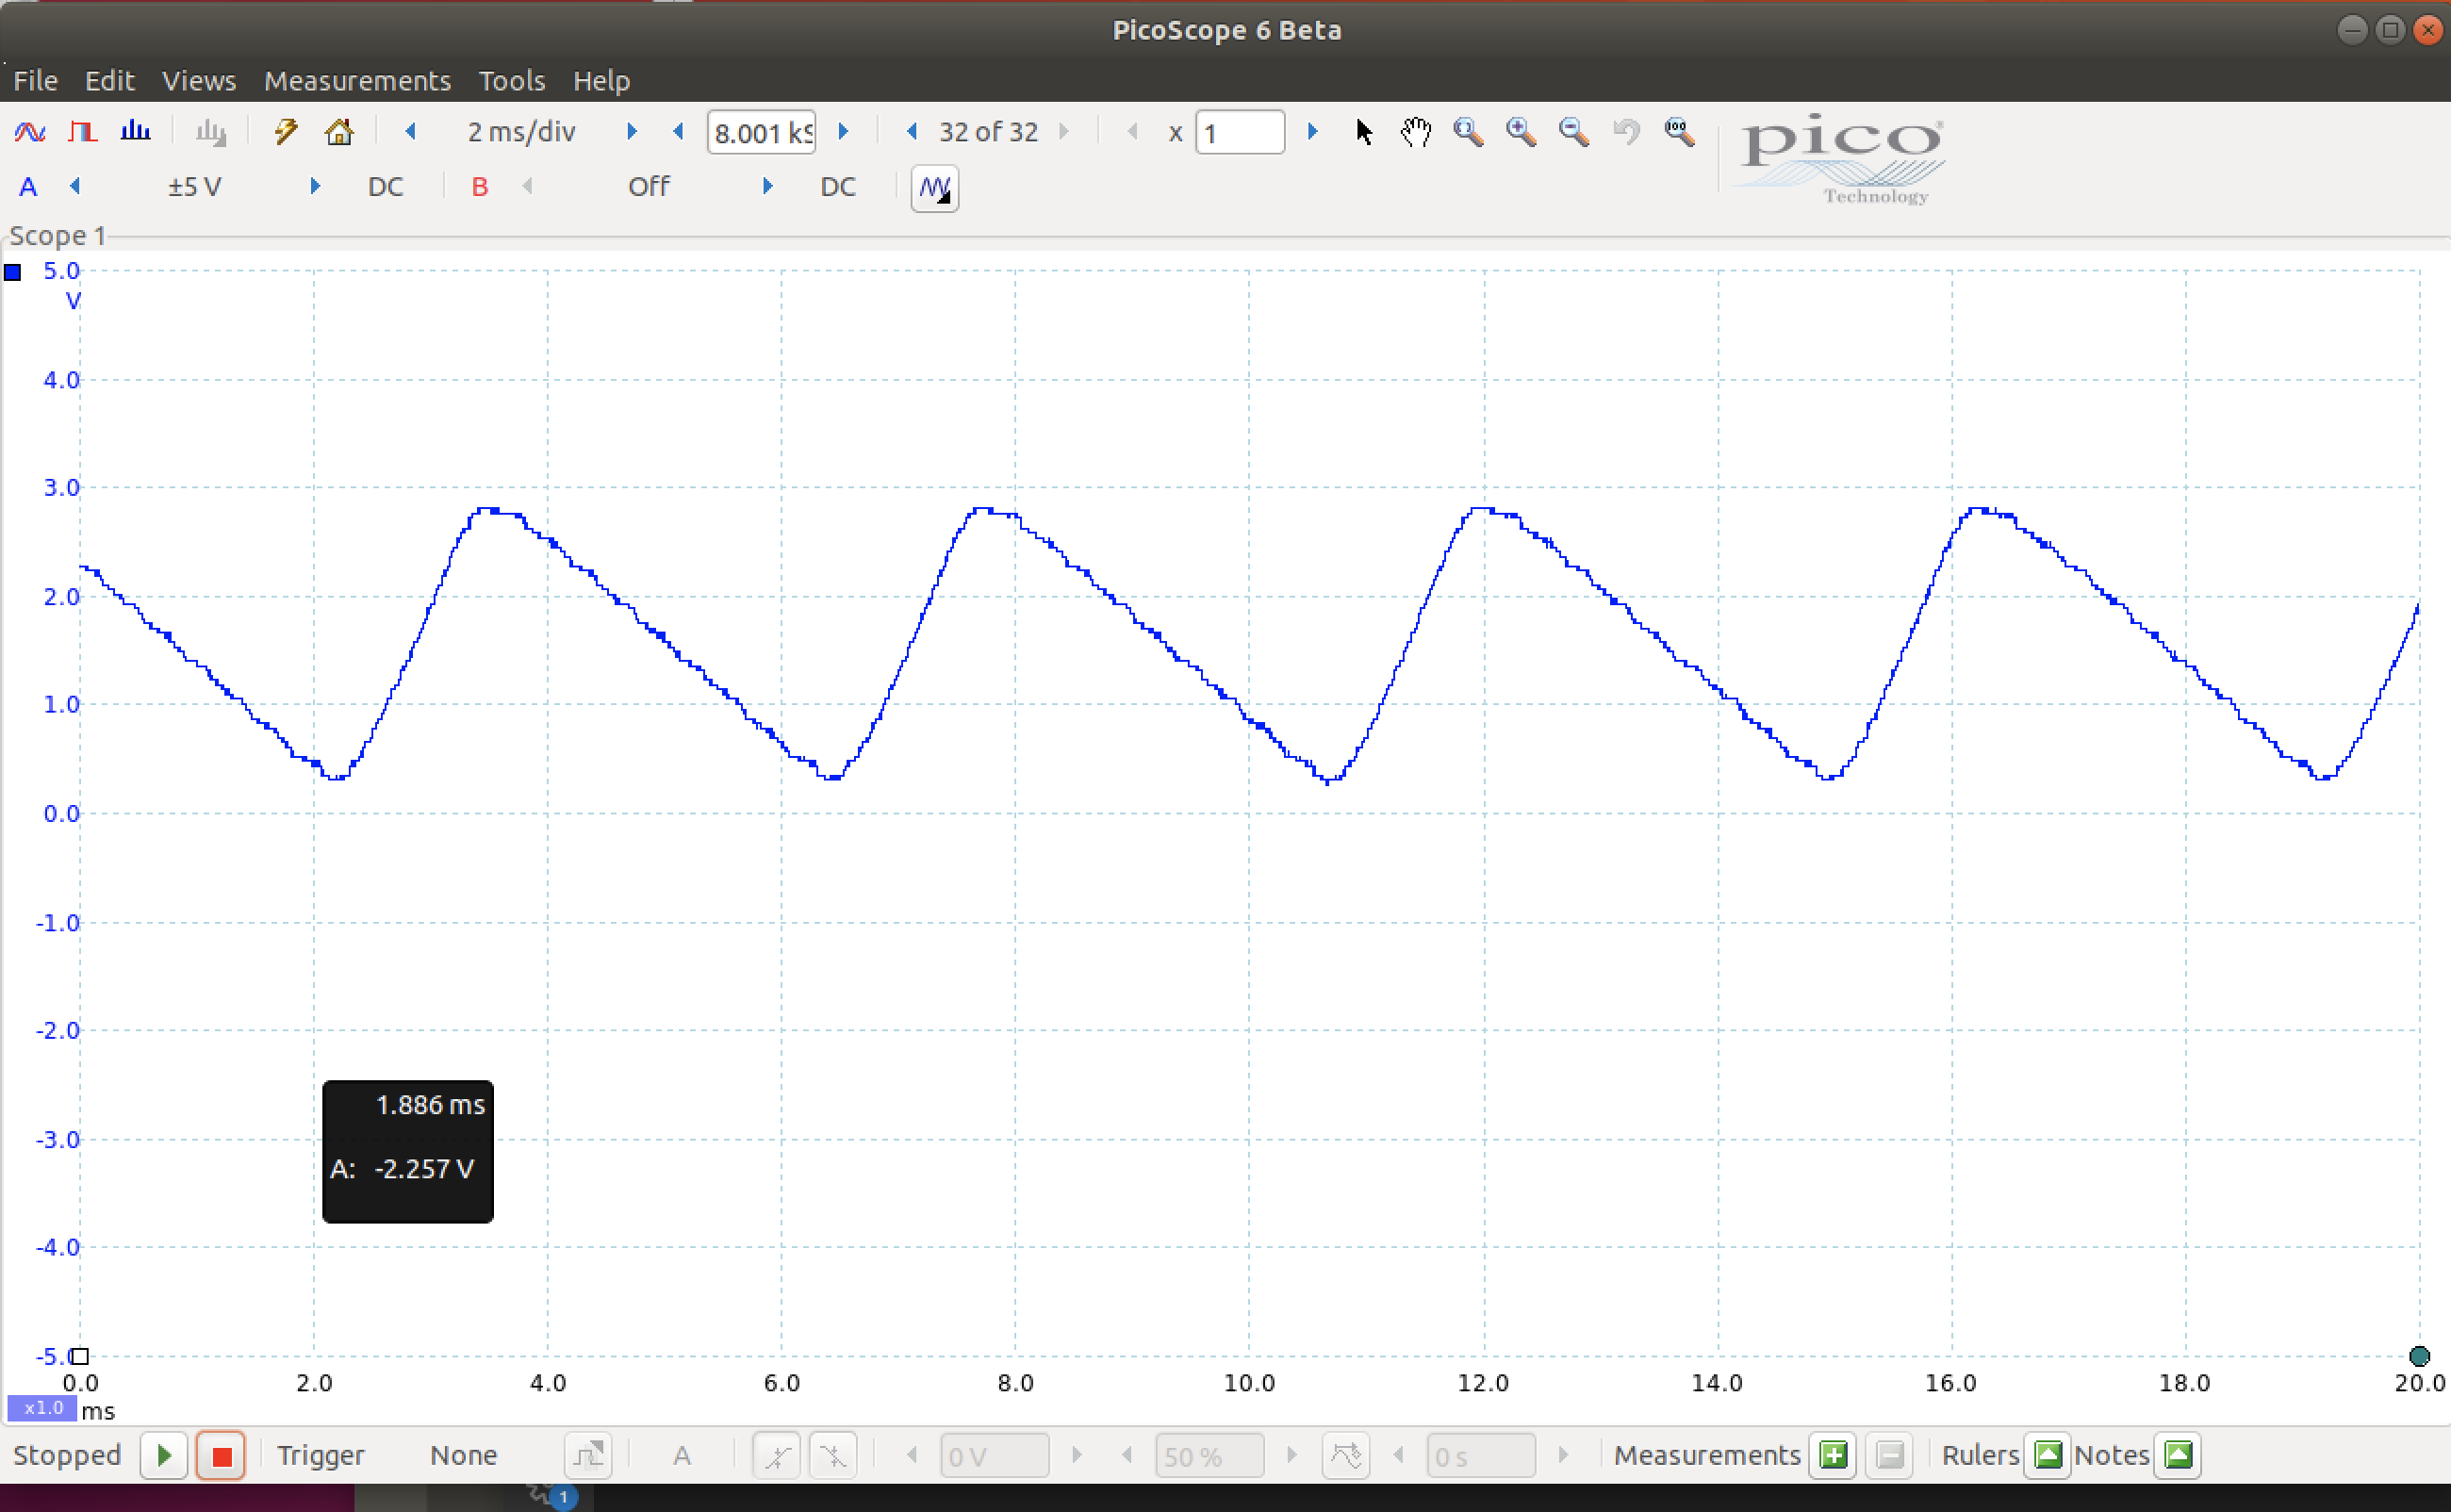 PicoScope 6 Beta
File Edit Views Measurements Tools Help
2 ms/div 8.001 kS 32 of 32 x 1
A ±5 V DC B Off DC
pico
Technology
Scope 1
5.0
V
4.0
3.0
2.0
1.0
0.0
-1.0
-2.0
-3.0
-4.0
-5.0
1.886 ms
A: -2.257 V
0.0 2.0 4.0 6.0 8.0 10.0 12.0 14.0 16.0 18.0 20.0
x1.0 ms
Stopped Trigger None A 0 V 50 % 0 s Measurements Rulers Notes
1